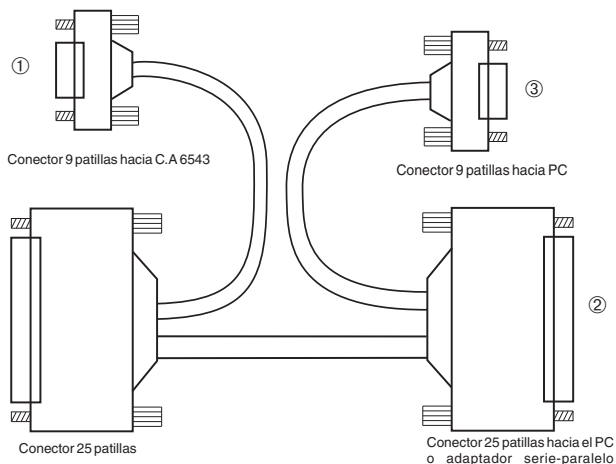 ①
③
Conector 9 patillas hacia C.A 6543
Conector 9 patillas hacia PC
②
Conector 25 patillas
Conector 25 patillas hacia el PC
o adaptador serie-paralelo